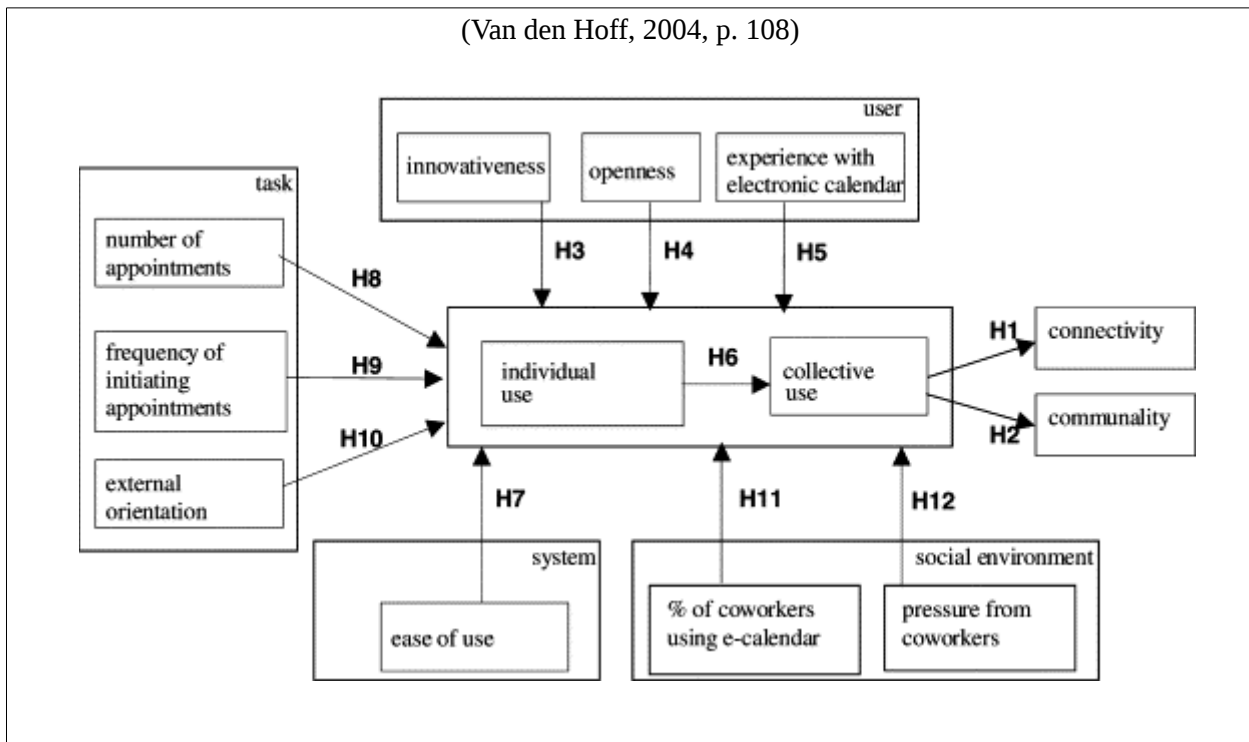 (Van den Hoff, 2004, p. 108)
user
innovativeness
openness
experience with
electronic calendar
task
number of
appointments
frequency of
initiating
appointments
external
orientation
H3
H4
H5
H8
H9
H10
individual
use
H6
collective
use
H1
connectivity
H2
communality
H7
H11
H12
system
ease of use
social environment
% of coworkers
using e-calendar
pressure from
coworkers